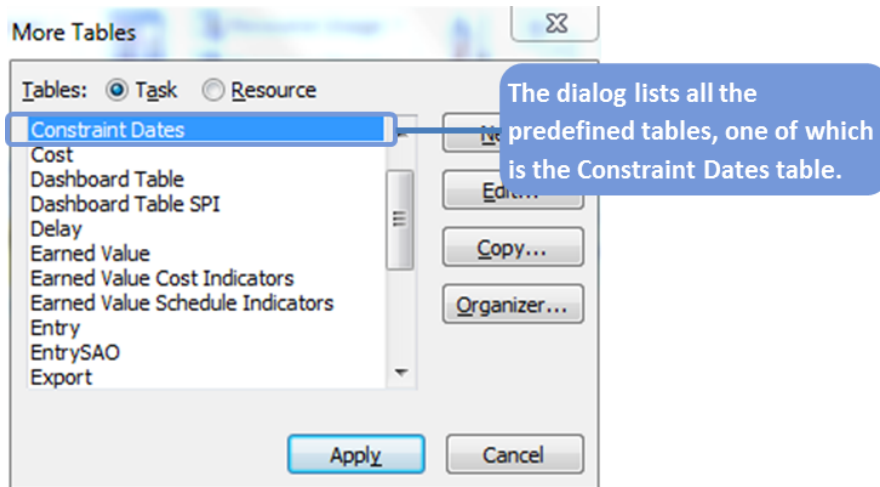 More Tables
Tables: Task Resource
The dialog lists all the
predefined tables, one of which
is the Constraint Dates table.
Constraint Dates
Cost
Dashboard Table
Dashboard Table SPI
Delay
Earned Value
Earned Value Cost Indicators
Earned Value Schedule Indicators
Entry
EntrySAO
Export
Copy...
Organizer...
Apply
Cancel